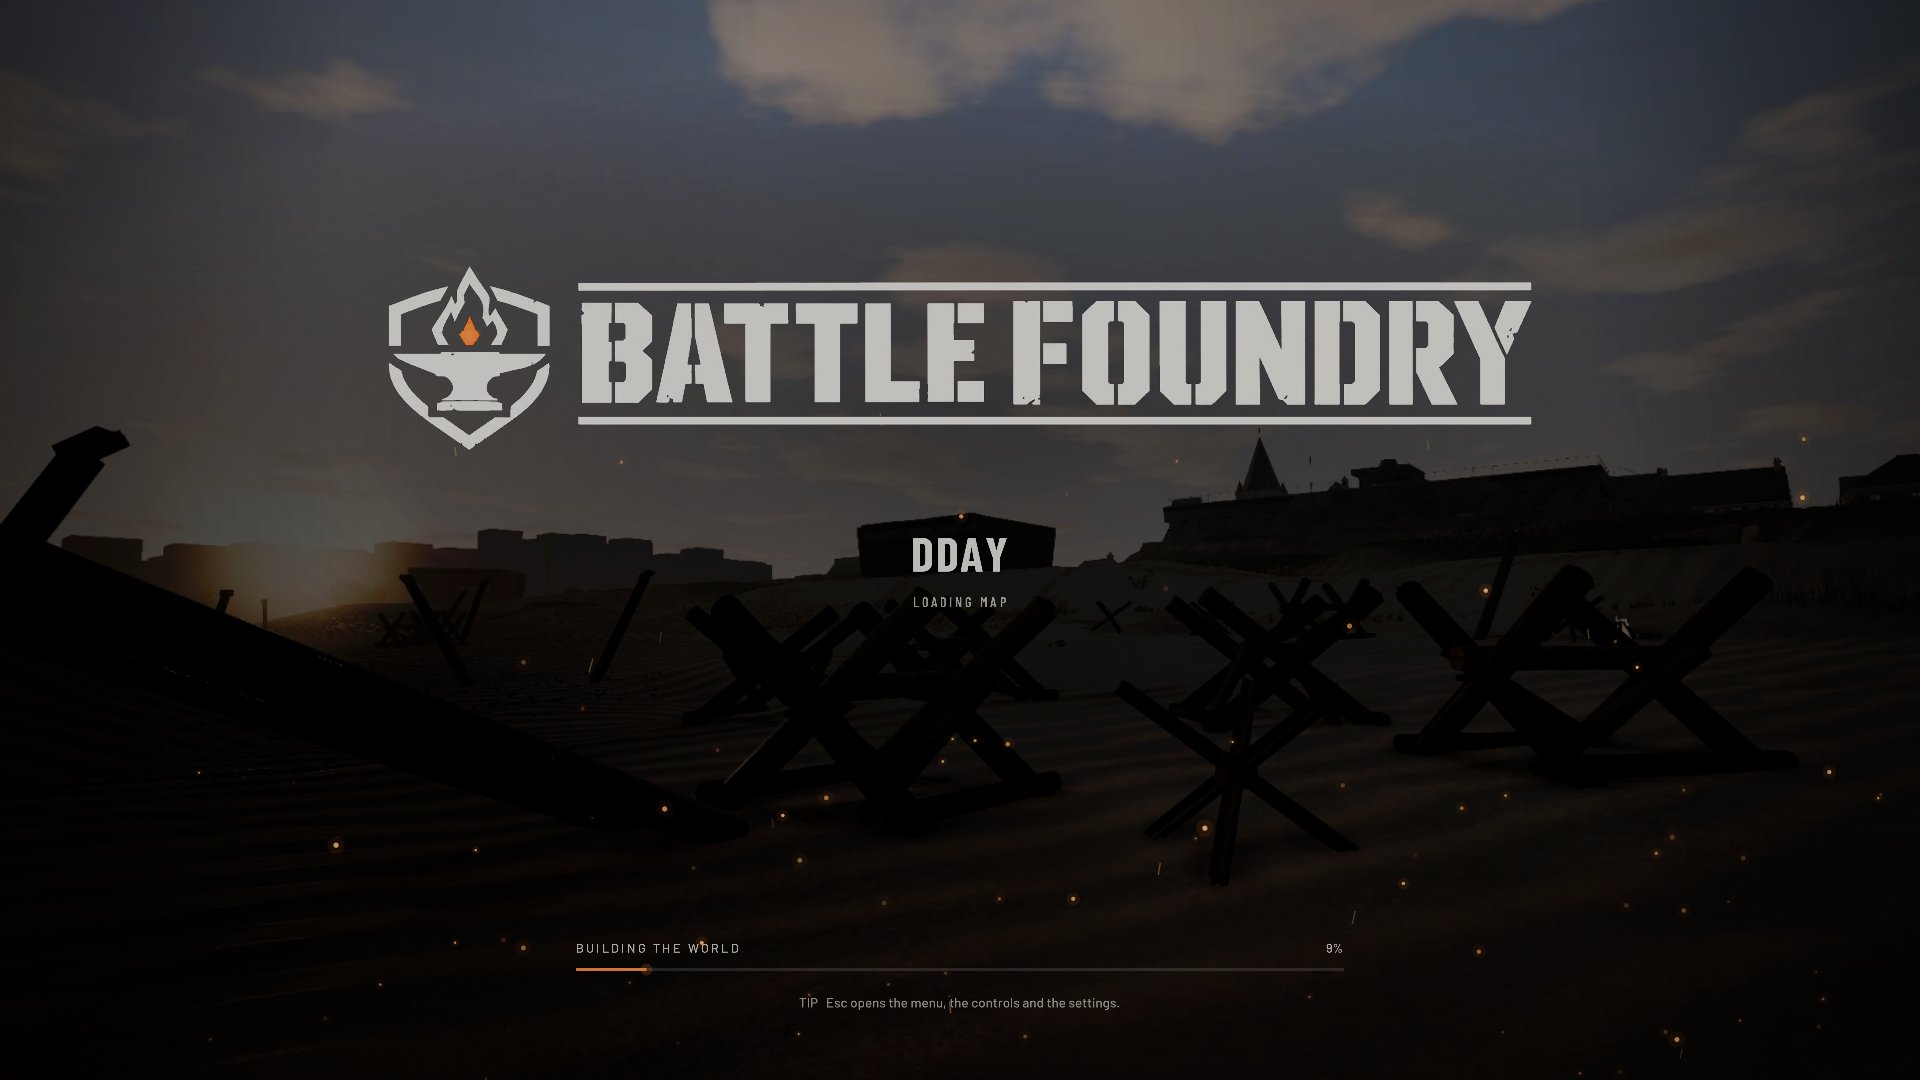 BATTLE FOUNDRY
DDAY
LOADING MAP
BUILDING THE WORLD 9%
TIP Esc opens the menu, the controls and the settings.